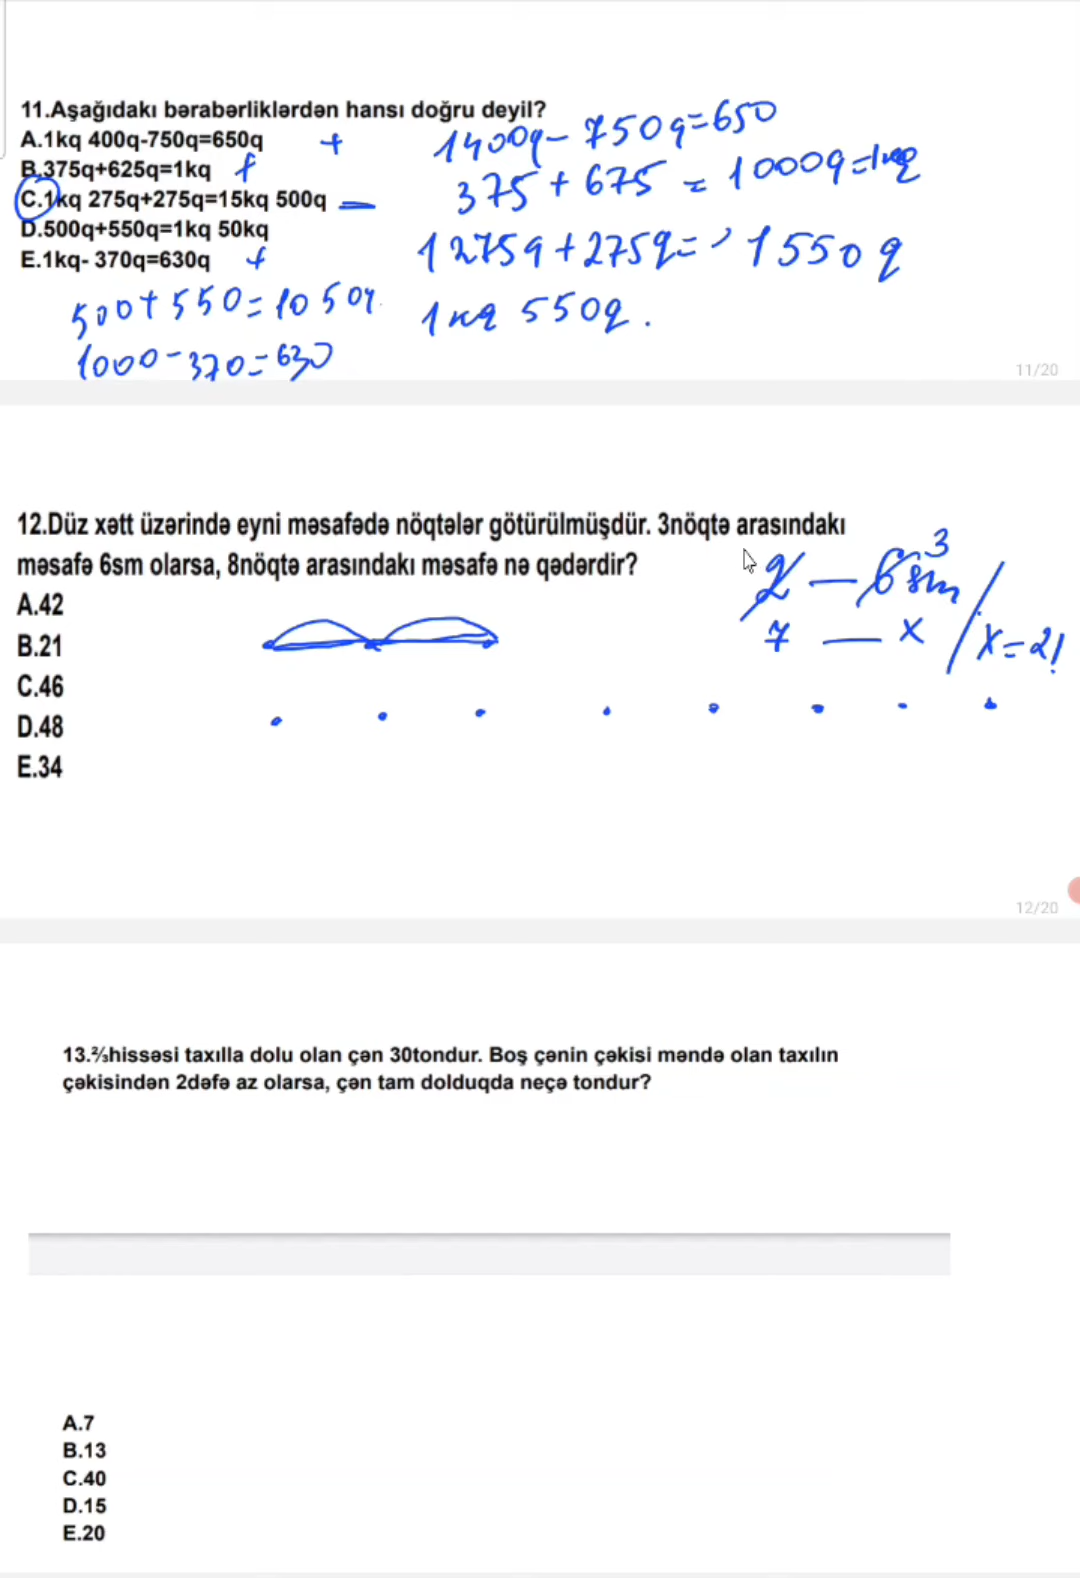 11.Aşağıdakı bərabərliklərdən hansı doğru deyil?
A.1kq 400q-750q=650q +
1400q-750q=650
B.375q+625q=1kq +
375+675=1000q=1kq
C.1kq 275q+275q=15kq 500q —
D.500q+550q=1kq 50kq
1275q+275q= 1550q
E.1kq- 370q=630q +
500+550=1050q.
1kq 550q.
1000-370=630
11/20
12.Düz xətt üzərində eyni məsafədə nöqtələr götürülmüşdür. 3nöqtə arasındakı
məsafə 6sm olarsa, 8nöqtə arasındakı məsafə nə qədərdir?
3
2 — 6sm
7 — x
x=21
A.42
B.21
C.46
D.48
E.34
12/20
13.⅔hissəsi taxılla dolu olan çən 30tondur. Boş çənin çəkisi məndə olan taxılın
çəkisindən 2dəfə az olarsa, çən tam dolduqda neçə tondur?
A.7
B.13
C.40
D.15
E.20